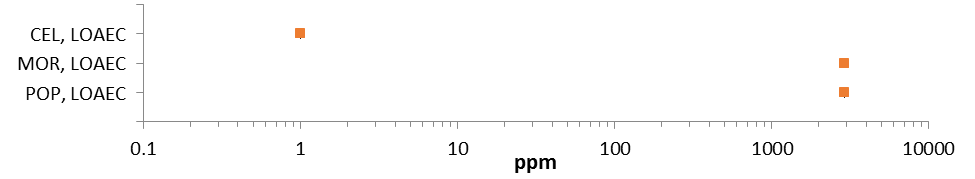 CEL, LOAEC
MOR, LOAEC
POP, LOAEC
0.1 1 10 100 1000 10000
ppm